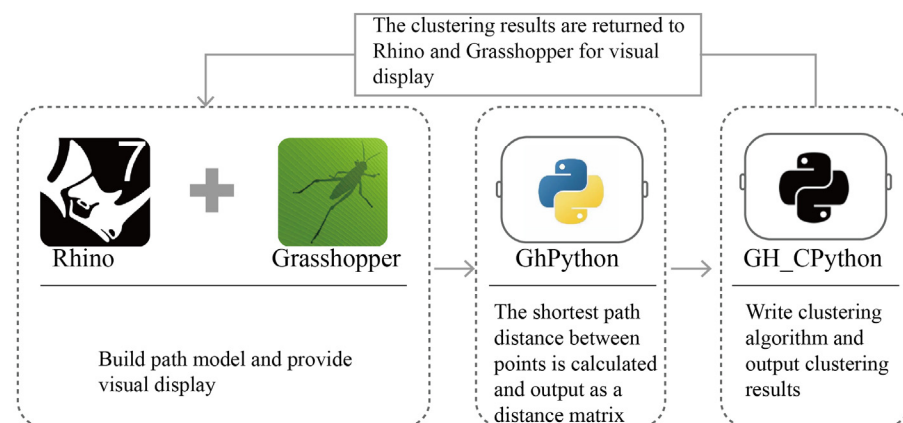 The clustering results are returned to
Rhino and Grasshopper for visual
display
7
Rhino
Grasshopper
GhPython
GH_CPython
Build path model and provide
visual display
The shortest path
distance between
points is calculated
and output as a
distance matrix
Write clustering
algorithm and
output clustering
results